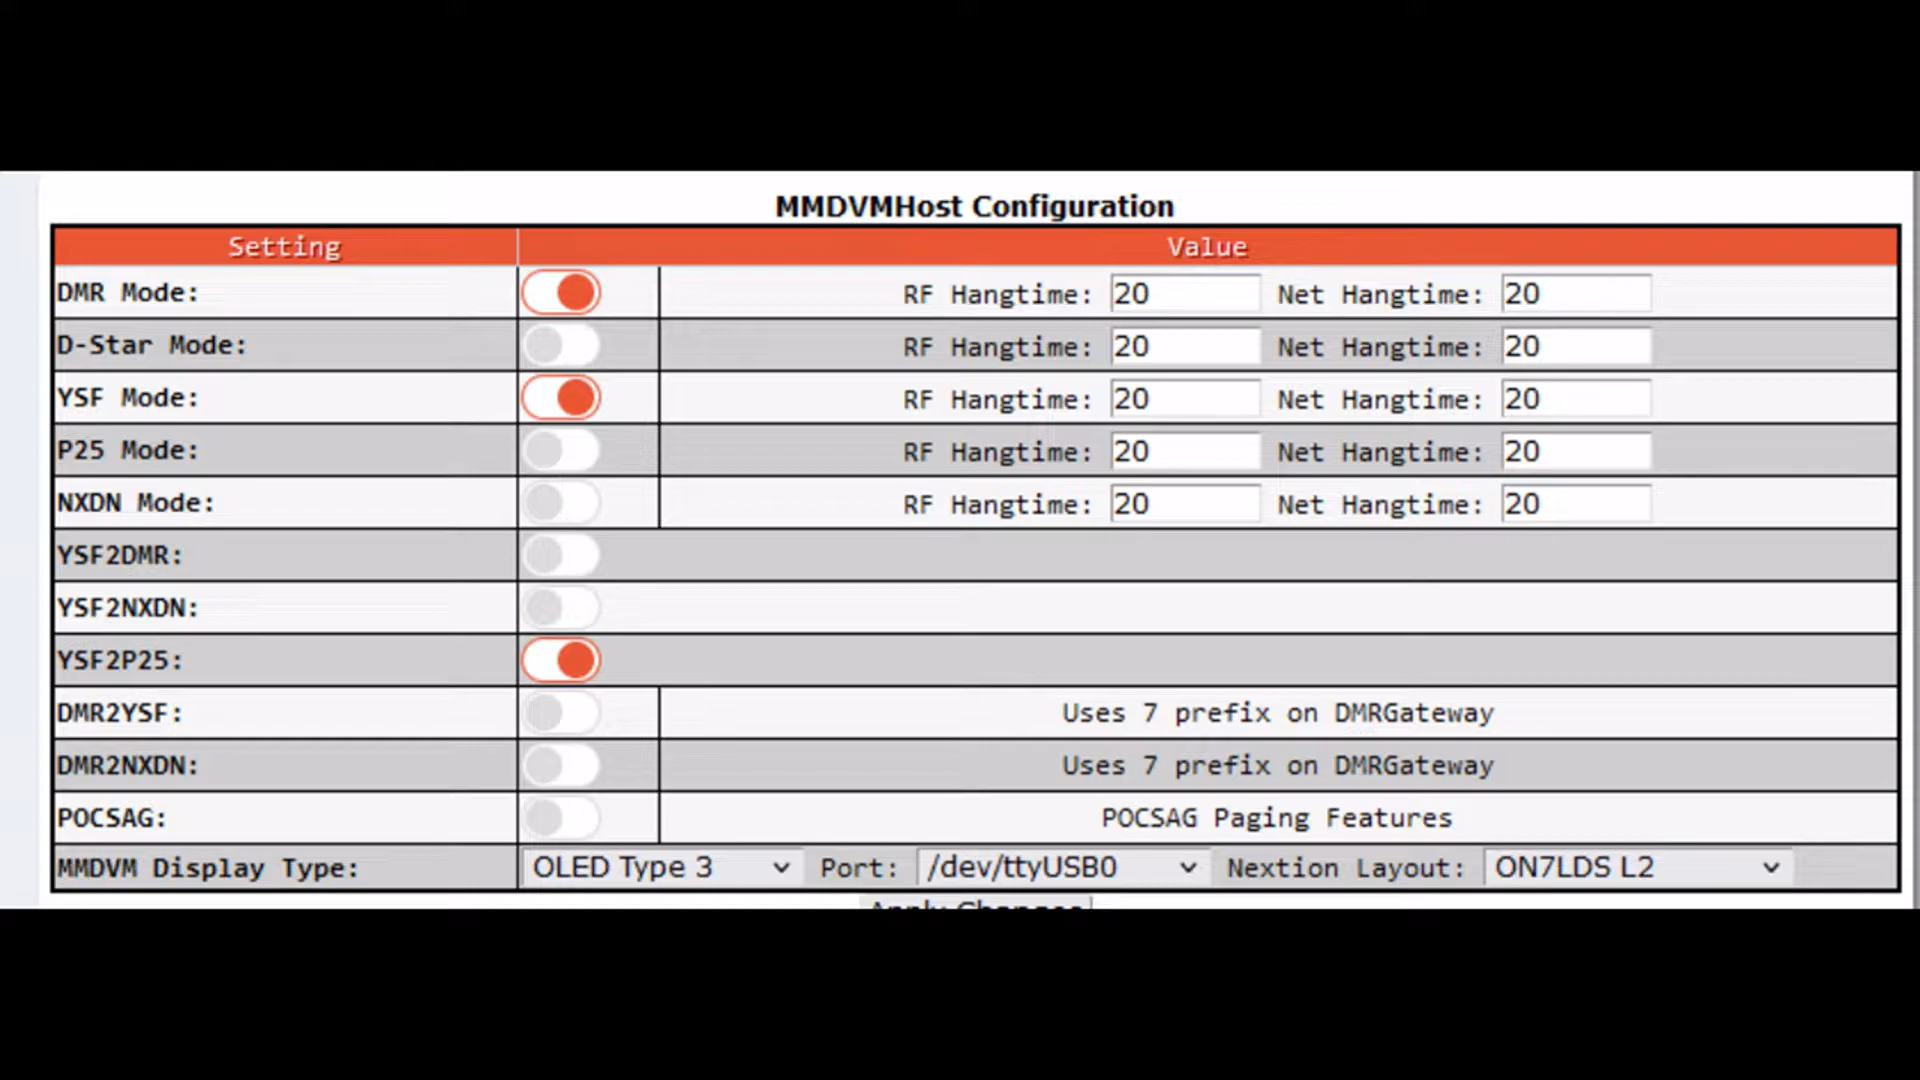 MMDVMHost Configuration
Setting Value
DMR Mode: RF Hangtime: 20 Net Hangtime: 20
D-Star Mode: RF Hangtime: 20 Net Hangtime: 20
YSF Mode: RF Hangtime: 20 Net Hangtime: 20
P25 Mode: RF Hangtime: 20 Net Hangtime: 20
NXDN Mode: RF Hangtime: 20 Net Hangtime: 20
YSF2DMR:
YSF2NXDN:
YSF2P25:
DMR2YSF: Uses 7 prefix on DMRGateway
DMR2NXDN: Uses 7 prefix on DMRGateway
POCSAG: POCSAG Paging Features
MMDVM Display Type: OLED Type 3 Port: /dev/ttyUSB0 Nextion Layout: ON7LDS L2
Apply Changes